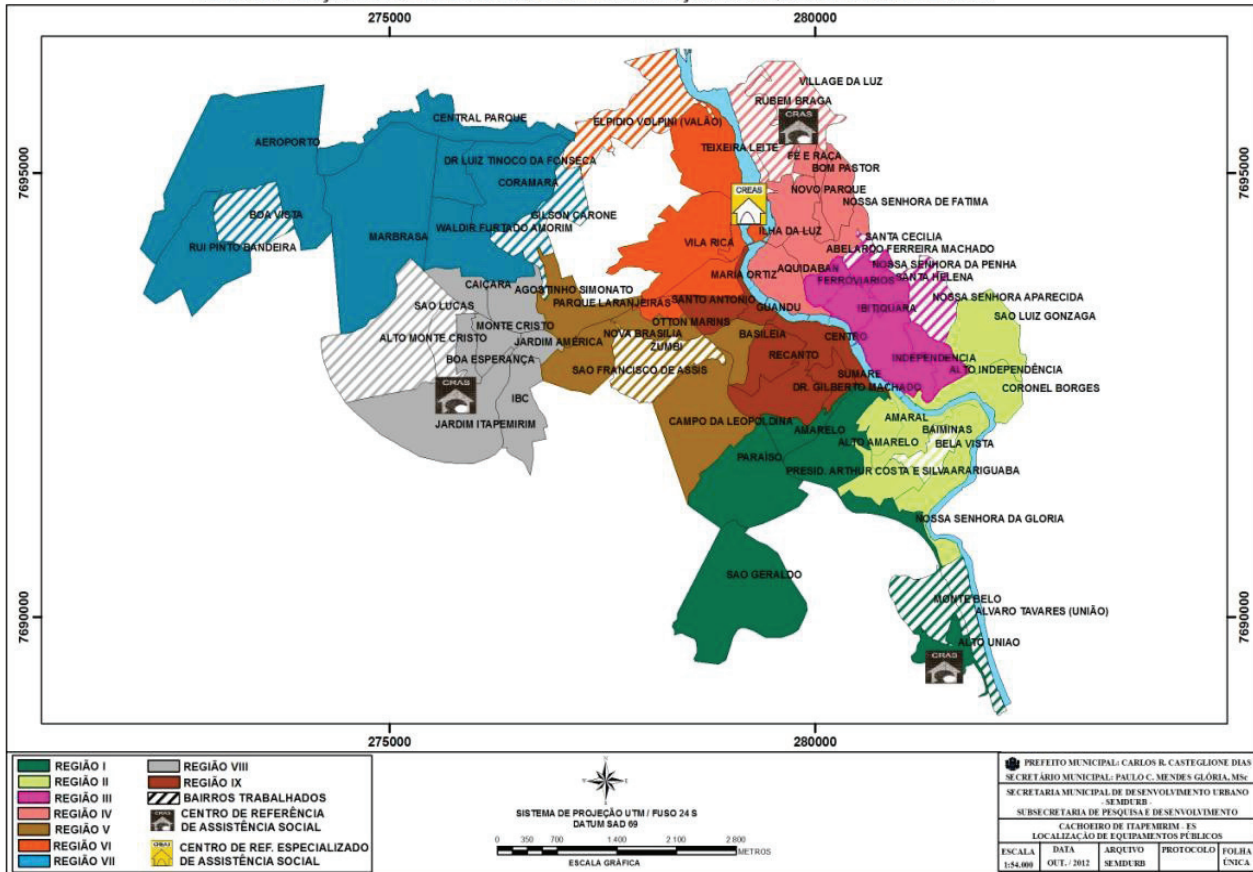 275000
280000
7695000
7695000
VILLAGE DA LUZ
RUBEM BRAGA
CRAS
CENTRAL PARQUE
ELPIDIO VOLPINI (VALÃO)
AEROPORTO
TEIXEIRA LEITE
DR LUIZ TINOCO DA FONSECA
FÉ E RAÇA
BOM PASTOR
CORAMARA
CREAS
NOVO PARQUE
NOSSA SENHORA DE FATIMA
BOA VISTA
GILSON CARONE
WALDIR FURTADO AMORIM
ILHA DA LUZ
MARBRASA
VILA RICA
SANTA CECILIA
RUI PINTO BANDEIRA
ABELARDO FERREIRA MACHADO
NOSSA SENHORA DA PENHA
AQUIDABAN
MARIA ORTIZ
SANTA HELENA
FERROVIARIOS
CAIÇARA
AGOSTINHO SIMONATO
NOSSA SENHORA APARECIDA
SAO LUCAS
PARQUE LARANJEIRAS
SANTO ANTONIO
GUANDU
IBITIQUARA
SAO LUIZ GONZAGA
MONTE CRISTO
OTTON MARINS
ALTO MONTE CRISTO
JARDIM AMÉRICA
NOVA BRASILIA
BASILEIA
CENTRO
ZUMBI
BOA ESPERANÇA
RECANTO
INDEPENDENCIA
SAO FRANCISCO DE ASSIS
SUMARE
ALTO INDEPENDÊNCIA
CRAS
DR. GILBERTO MACHADO
CORONEL BORGES
IBC
JARDIM ITAPEMIRIM
CAMPO DA LEOPOLDINA
AMARELO
AMARAL
BAIMINAS
ALTO AMARELO
BELA VISTA
PARAÍSO
PRESID. ARTHUR COSTA E SILVA
ARARIGUABA
NOSSA SENHORA DA GLORIA
SAO GERALDO
MONTE BELO
ALVARO TAVARES (UNIÃO)
7690000
7690000
ALTO UNIAO
CRAS
275000
280000
REGIÃO I
REGIÃO II
REGIÃO III
REGIÃO IV
REGIÃO V
REGIÃO VI
REGIÃO VII
REGIÃO VIII
REGIÃO IX
BAIRROS TRABALHADOS
CRAS
CENTRO DE REFERÊNCIA
DE ASSISTÊNCIA SOCIAL
CREAS
CENTRO DE REF. ESPECIALIZADO
DE ASSISTÊNCIA SOCIAL
N
SISTEMA DE PROJEÇÃO UTM / FUSO 24 S
DATUM SAD 69
0 350 700 1.400 2.100 2.800
METROS
ESCALA GRÁFICA
PREFEITO MUNICIPAL: CARLOS R. CASTEGLIONE DIAS
SECRETÁRIO MUNICIPAL: PAULO C. MENDES GLÓRIA, MSc
SECRETARIA MUNICIPAL DE DESENVOLVIMENTO URBANO
- SEMDURB -
SUBSECRETARIA DE PESQUISA E DESENVOLVIMENTO
CACHOEIRO DE ITAPEMIRIM - ES
LOCALIZAÇÃO DE EQUIPAMENTOS PÚBLICOS
ESCALA DATA ARQUIVO PROTOCOLO FOLHA
1:54.000 OUT. / 2012 SEMDURB ÚNICA